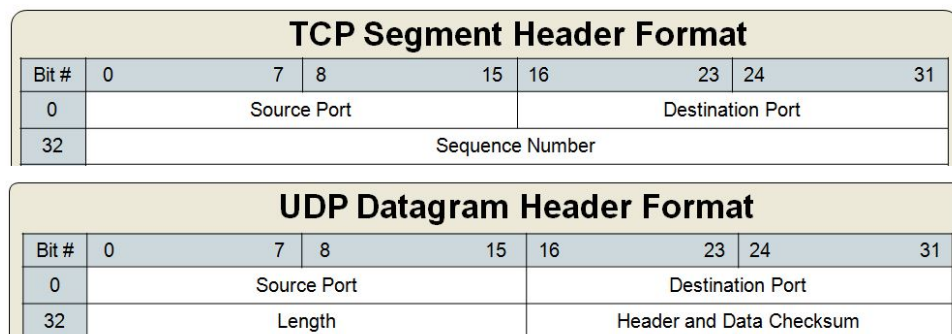 TCP Segment Header Format
Bit # 0 7 8 15 16 23 24 31
0 Source Port Destination Port
32 Sequence Number
UDP Datagram Header Format
Bit # 0 7 8 15 16 23 24 31
0 Source Port Destination Port
32 Length Header and Data Checksum